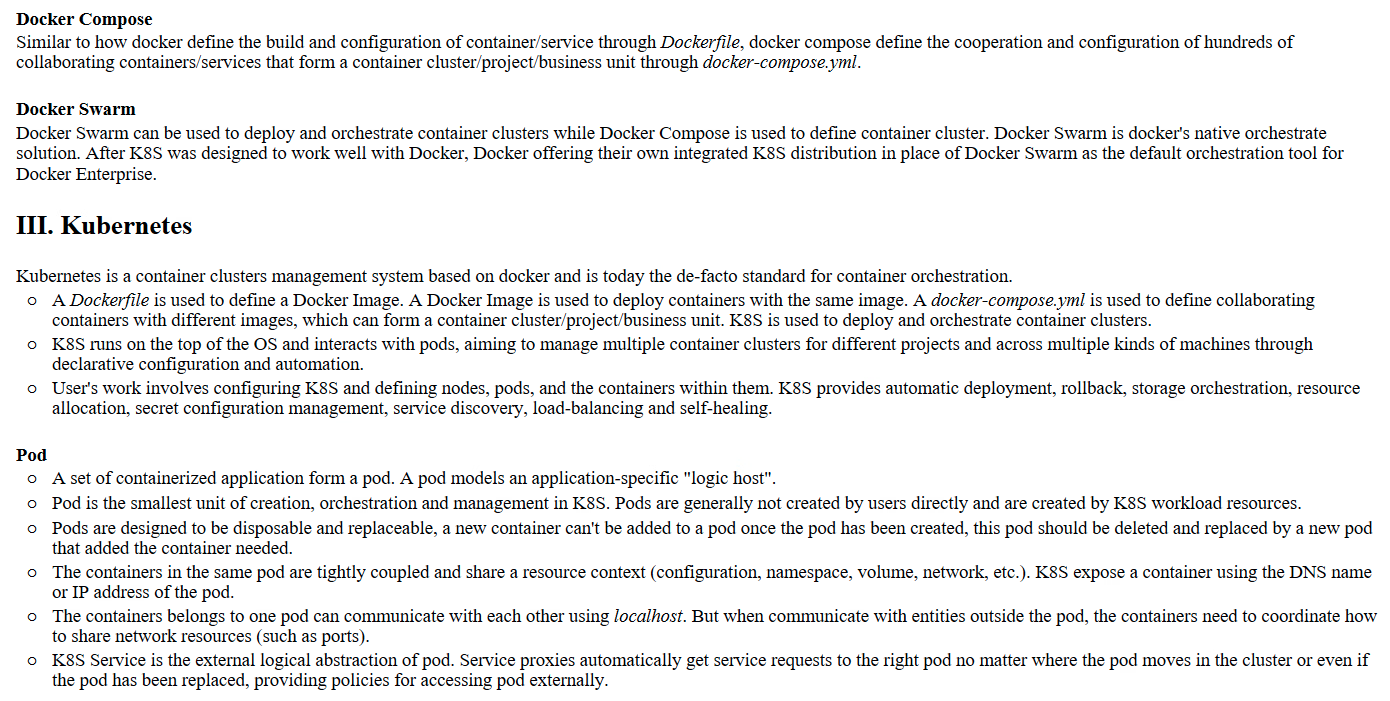 Docker Compose
Similar to how docker define the build and configuration of container/service through Dockerfile, docker compose define the cooperation and configuration of hundreds of
collaborating containers/services that form a container cluster/project/business unit through docker-compose.yml.
Docker Swarm
Docker Swarm can be used to deploy and orchestrate container clusters while Docker Compose is used to define container cluster. Docker Swarm is docker's native orchestrate
solution. After K8S was designed to work well with Docker, Docker offering their own integrated K8S distribution in place of Docker Swarm as the default orchestration tool for
Docker Enterprise.
III. Kubernetes
Kubernetes is a container clusters management system based on docker and is today the de-facto standard for container orchestration.
○ A Dockerfile is used to define a Docker Image. A Docker Image is used to deploy containers with the same image. A docker-compose.yml is used to define collaborating
containers with different images, which can form a container cluster/project/business unit. K8S is used to deploy and orchestrate container clusters.
○ K8S runs on the top of the OS and interacts with pods, aiming to manage multiple container clusters for different projects and across multiple kinds of machines through
declarative configuration and automation.
○ User's work involves configuring K8S and defining nodes, pods, and the containers within them. K8S provides automatic deployment, rollback, storage orchestration, resource
allocation, secret configuration management, service discovery, load-balancing and self-healing.
Pod
○ A set of containerized application form a pod. A pod models an application-specific "logic host".
○ Pod is the smallest unit of creation, orchestration and management in K8S. Pods are generally not created by users directly and are created by K8S workload resources.
○ Pods are designed to be disposable and replaceable, a new container can't be added to a pod once the pod has been created, this pod should be deleted and replaced by a new pod
that added the container needed.
○ The containers in the same pod are tightly coupled and share a resource context (configuration, namespace, volume, network, etc.). K8S expose a container using the DNS name
or IP address of the pod.
○ The containers belongs to one pod can communicate with each other using localhost. But when communicate with entities outside the pod, the containers need to coordinate how
to share network resources (such as ports).
○ K8S Service is the external logical abstraction of pod. Service proxies automatically get service requests to the right pod no matter where the pod moves in the cluster or even if
the pod has been replaced, providing policies for accessing pod externally.